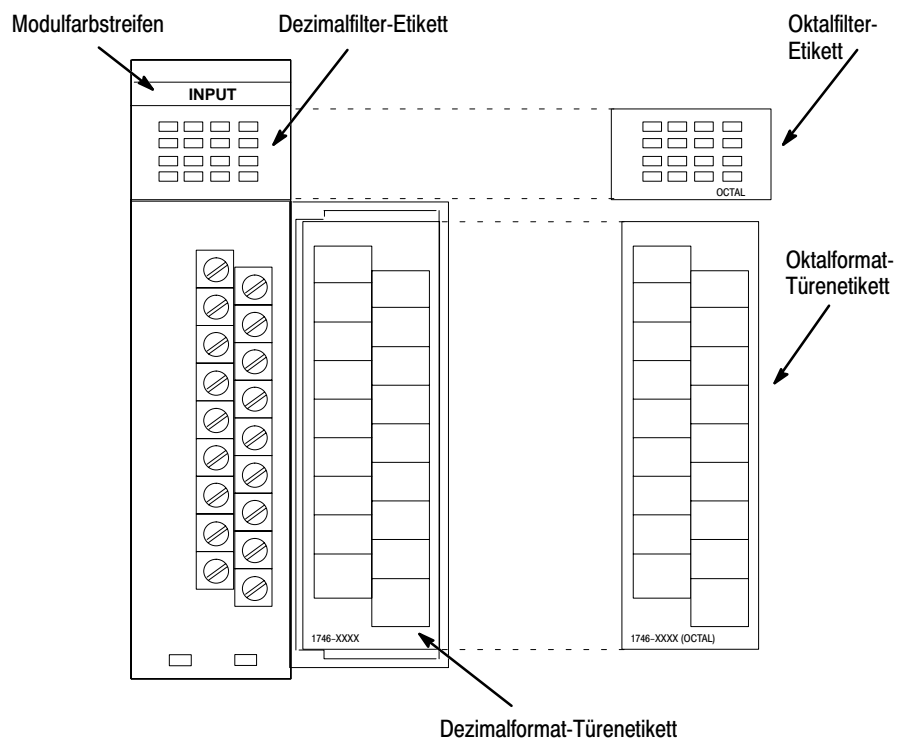 Modulfarbstreifen
Dezimalfilter-Etikett
Oktalfilter-
Etikett
INPUT
OCTAL
Oktalformat-
Türenetikett
1746–XXXX
1746–XXXX (OCTAL)
Dezimalformat-Türenetikett